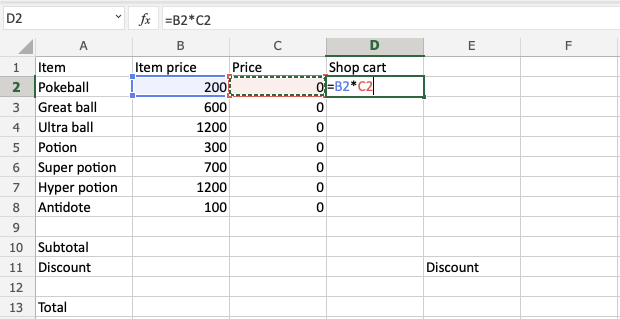 D2 fx =B2*C2
A B C D E F
1 Item Item price Price Shop cart
2 Pokeball 200 0 =B2*C2
3 Great ball 600 0
4 Ultra ball 1200 0
5 Potion 300 0
6 Super potion 700 0
7 Hyper potion 1200 0
8 Antidote 100 0
9
10 Subtotal
11 Discount Discount
12
13 Total